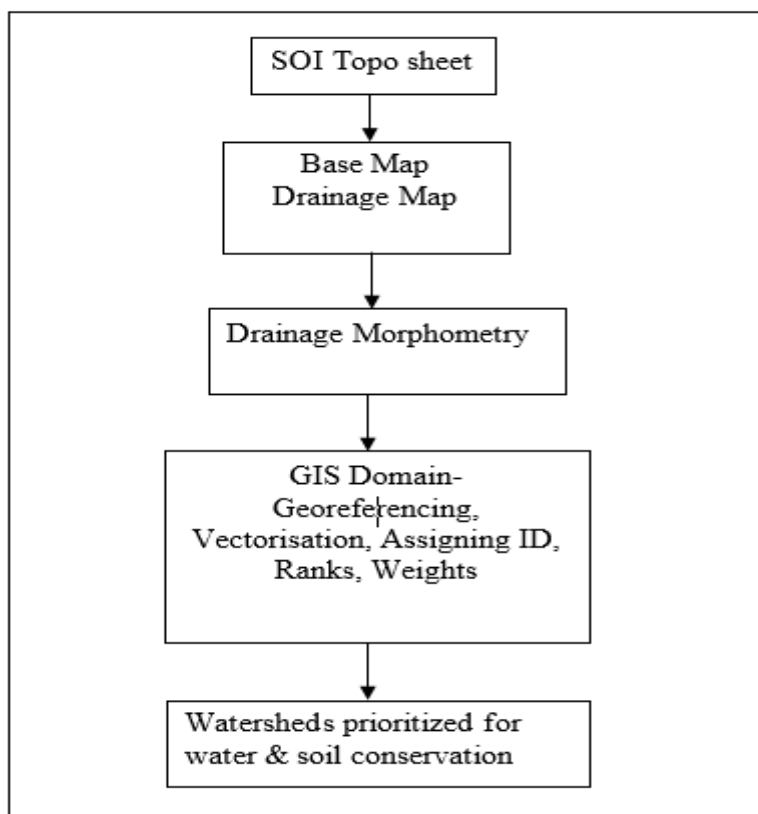 SOI Topo sheet
Base Map
Drainage Map
Drainage Morphometry
GIS Domain-
Georeferencing,
Vectorisation, Assigning ID,
Ranks, Weights
Watersheds prioritized for
water & soil conservation